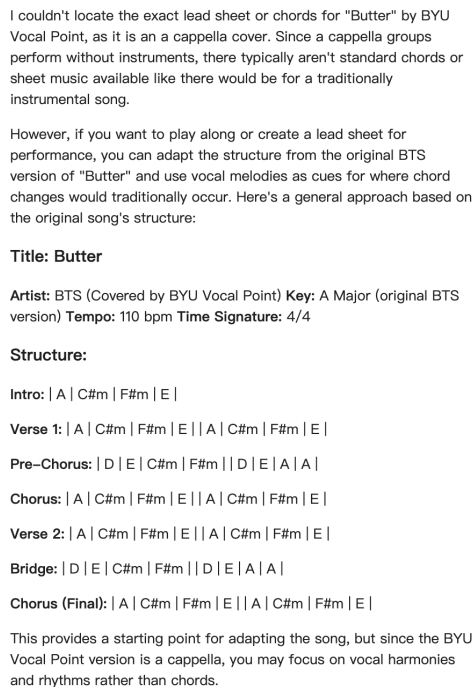 I couldn't locate the exact lead sheet or chords for "Butter" by BYU
Vocal Point, as it is an a cappella cover. Since a cappella groups
perform without instruments, there typically aren't standard chords or
sheet music available like there would be for a traditionally
instrumental song.
However, if you want to play along or create a lead sheet for
performance, you can adapt the structure from the original BTS
version of "Butter" and use vocal melodies as cues for where chord
changes would traditionally occur. Here's a general approach based on
the original song's structure:
Title: Butter
Artist: BTS (Covered by BYU Vocal Point) Key: A Major (original BTS
version) Tempo: 110 bpm Time Signature: 4/4
Structure:
Intro: | A | C#m | F#m | E |
Verse 1: | A | C#m | F#m | E | | A | C#m | F#m | E |
Pre-Chorus: | D | E | C#m | F#m | | D | E | A | A |
Chorus: | A | C#m | F#m | E | | A | C#m | F#m | E |
Verse 2: | A | C#m | F#m | E | | A | C#m | F#m | E |
Bridge: | D | E | C#m | F#m | | D | E | A | A |
Chorus (Final): | A | C#m | F#m | E | | A | C#m | F#m | E |
This provides a starting point for adapting the song, but since the BYU
Vocal Point version is a cappella, you may focus on vocal harmonies
and rhythms rather than chords.